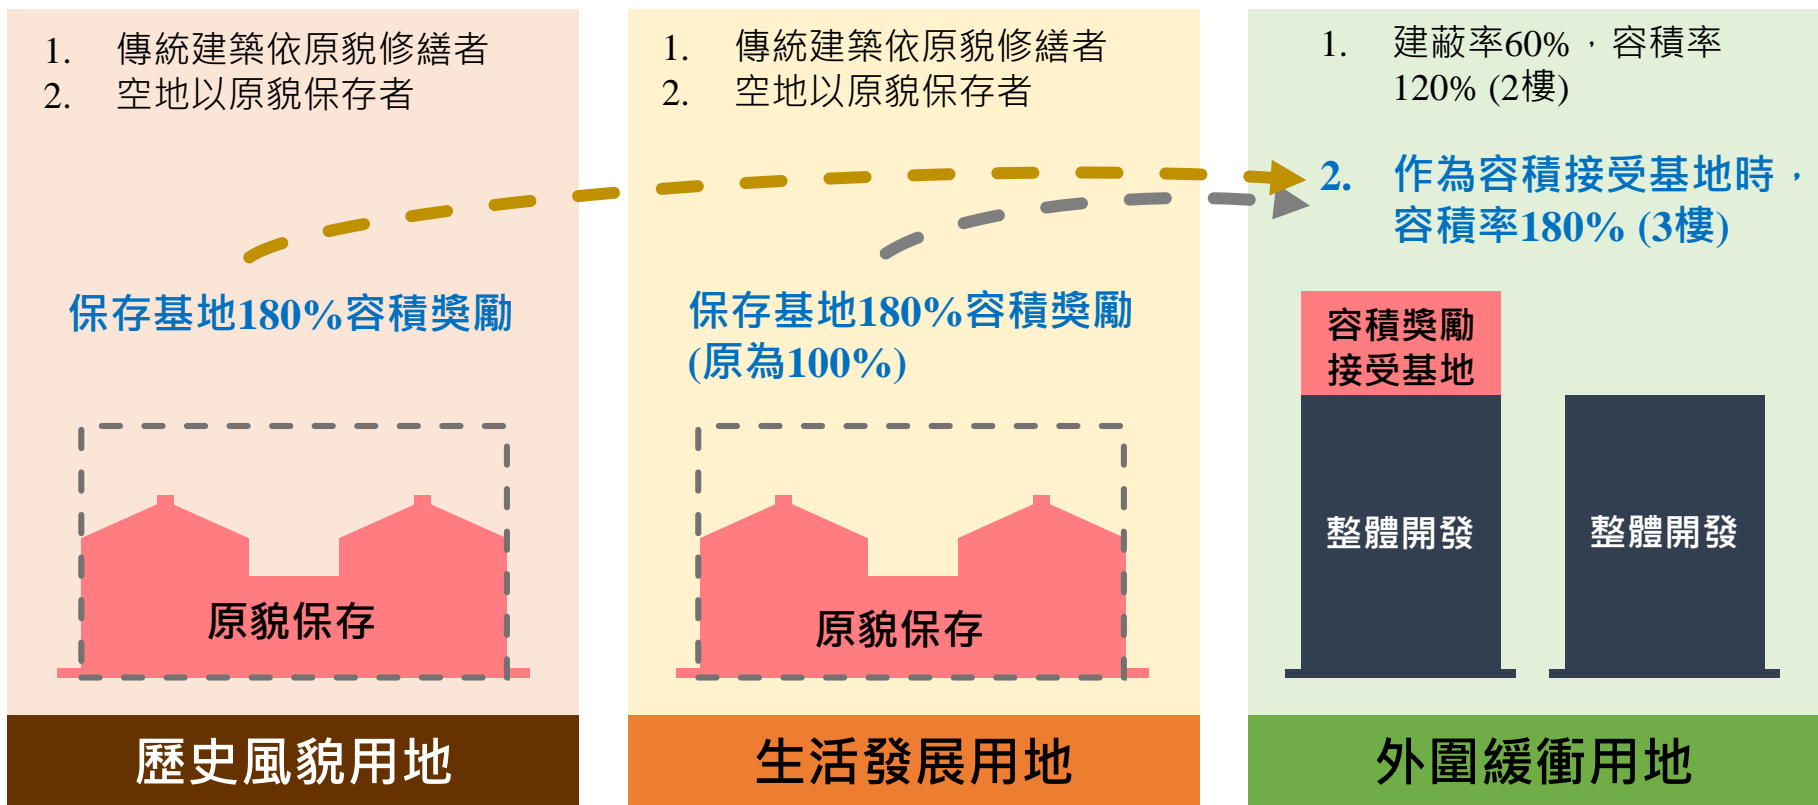 1. 傳統建築依原貌修繕者
2. 空地以原貌保存者
保存基地180%容積獎勵
原貌保存
歷史風貌用地
1. 傳統建築依原貌修繕者
2. 空地以原貌保存者
保存基地180%容積獎勵
(原為100%)
原貌保存
生活發展用地
1. 建蔽率60%，容積率
120% (2樓)
2. 作為容積接受基地時，
容積率180% (3樓)
容積獎勵
接受基地
整體開發
整體開發
外圍緩衝用地